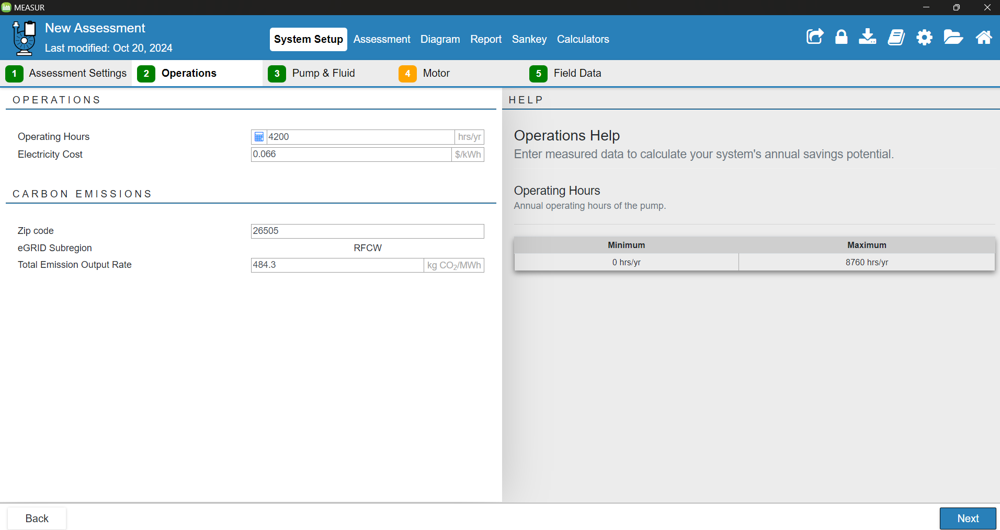 MEASUR
New Assessment
Last modified: Oct 20, 2024
System Setup Assessment Diagram Report Sankey Calculators
1 Assessment Settings 2 Operations 3 Pump & Fluid 4 Motor 5 Field Data
OPERATIONS
Operating Hours 4200 hrs/yr
Electricity Cost 0.066 $/kWh
CARBON EMISSIONS
Zip code 26505
eGRID Subregion RFCW
Total Emission Output Rate 484.3 kg CO₂/MWh
HELP
Operations Help
Enter measured data to calculate your system's annual savings potential.
Operating Hours
Annual operating hours of the pump.
Minimum Maximum
0 hrs/yr 8760 hrs/yr
Back Next